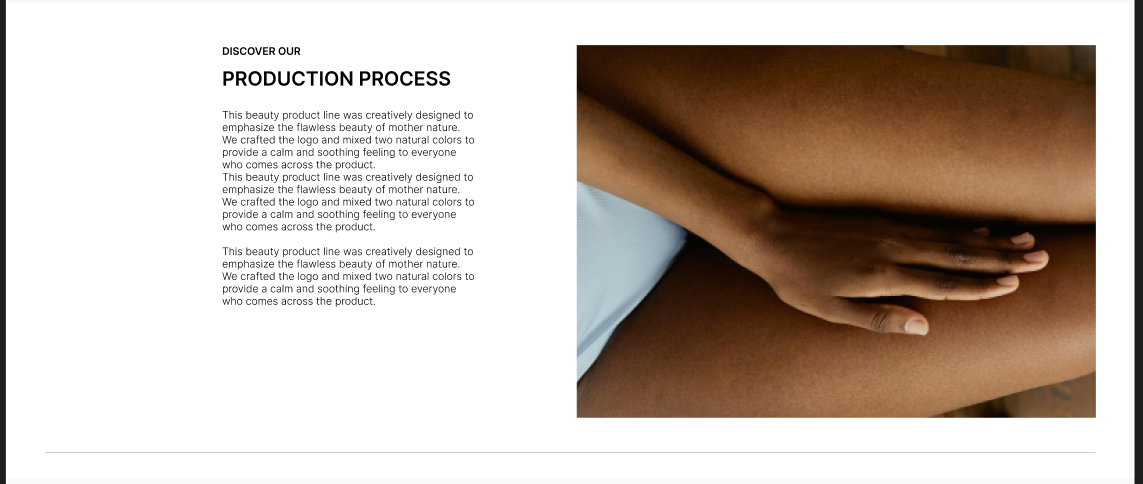 DISCOVER OUR
PRODUCTION PROCESS
This beauty product line was creatively designed to
emphasize the flawless beauty of mother nature.
We crafted the logo and mixed two natural colors to
provide a calm and soothing feeling to everyone
who comes across the product.
This beauty product line was creatively designed to
emphasize the flawless beauty of mother nature.
We crafted the logo and mixed two natural colors to
provide a calm and soothing feeling to everyone
who comes across the product.
This beauty product line was creatively designed to
emphasize the flawless beauty of mother nature.
We crafted the logo and mixed two natural colors to
provide a calm and soothing feeling to everyone
who comes across the product.